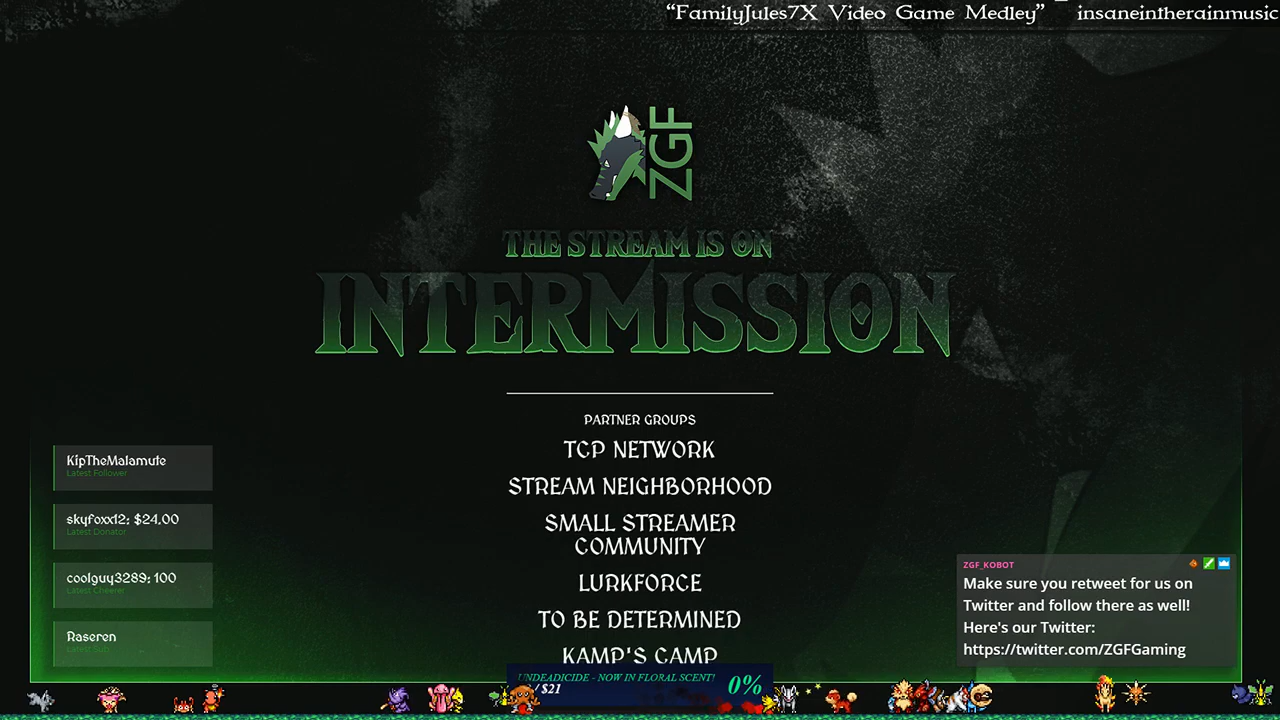 "FamilyJules7X Video Game Medley" ~ insaneintherainmusic
ZGF
THE STREAM IS ON
INTERMISSION
PARTNER GROUPS
TCP NETWORK
STREAM NEIGHBORHOOD
SMALL STREAMER
COMMUNITY
LURKFORCE
TO BE DETERMINED
KAMP'S CAMP
KipTheMalamute
Latest Follower
skyfoxx12: $24.00
Latest Donator
coolguy3289: 100
Latest Cheerer
Raseren
Latest Sub
ZGF_KOBOT
Make sure you retweet for us on
Twitter and follow there as well!
Here's our Twitter:
https://twitter.com/ZGFGaming
UNDEADICIDE - NOW IN FLORAL SCENT!
/ $21
0%